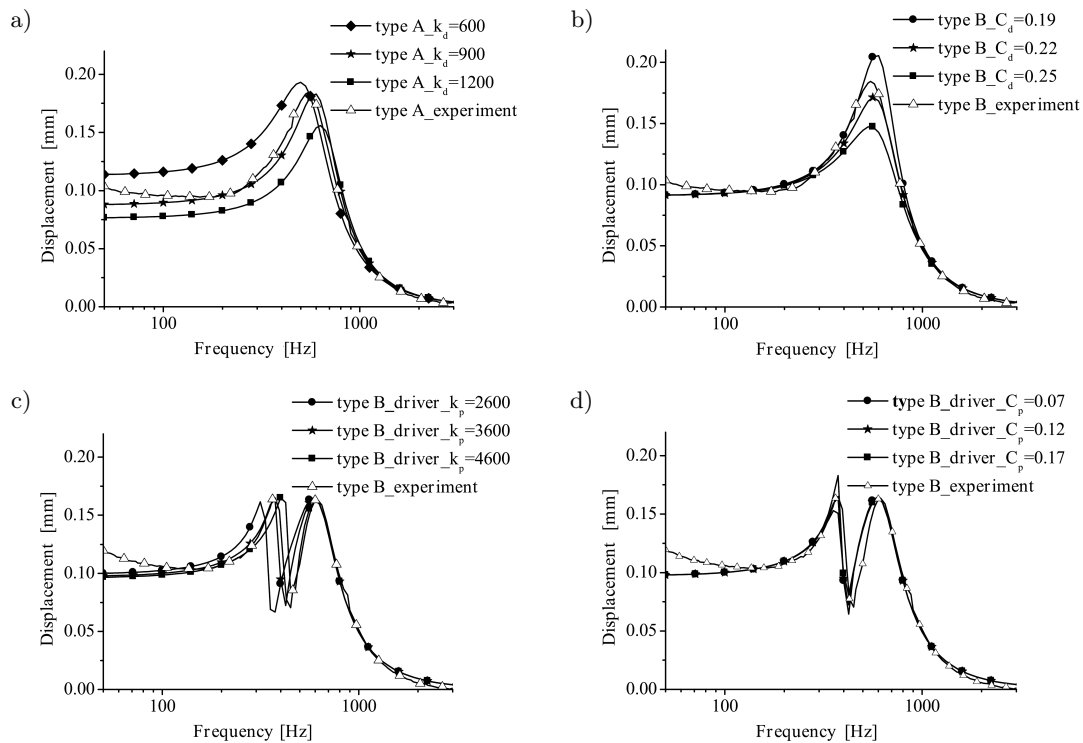 a)
type A_k_d=600
type A_k_d=900
type A_k_d=1200
type A_experiment
0.20
0.15
0.10
0.05
0.00
Displacement [mm]
100
1000
Frequency [Hz]
b)
type B_C_d=0.19
type B_C_d=0.22
type B_C_d=0.25
type B_experiment
0.20
0.15
0.10
0.05
0.00
Displacement [mm]
100
1000
Frequency [Hz]
c)
type B_driver_k_p=2600
type B_driver_k_p=3600
type B_driver_k_p=4600
type B_experiment
0.20
0.15
0.10
0.05
0.00
Displacement [mm]
100
1000
Frequency [Hz]
d)
type B_driver_C_p=0.07
type B_driver_C_p=0.12
type B_driver_C_p=0.17
type B_experiment
0.20
0.15
0.10
0.05
0.00
Displacement [mm]
100
1000
Frequency [Hz]